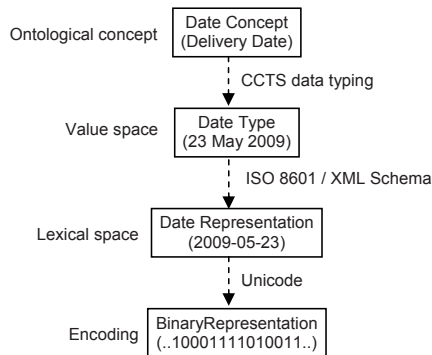 Ontological concept
Date Concept
(Delivery Date)
CCTS data typing
Value space
Date Type
(23 May 2009)
ISO 8601 / XML Schema
Lexical space
Date Representation
(2009-05-23)
Unicode
Encoding
BinaryRepresentation
(..10001111010011..)